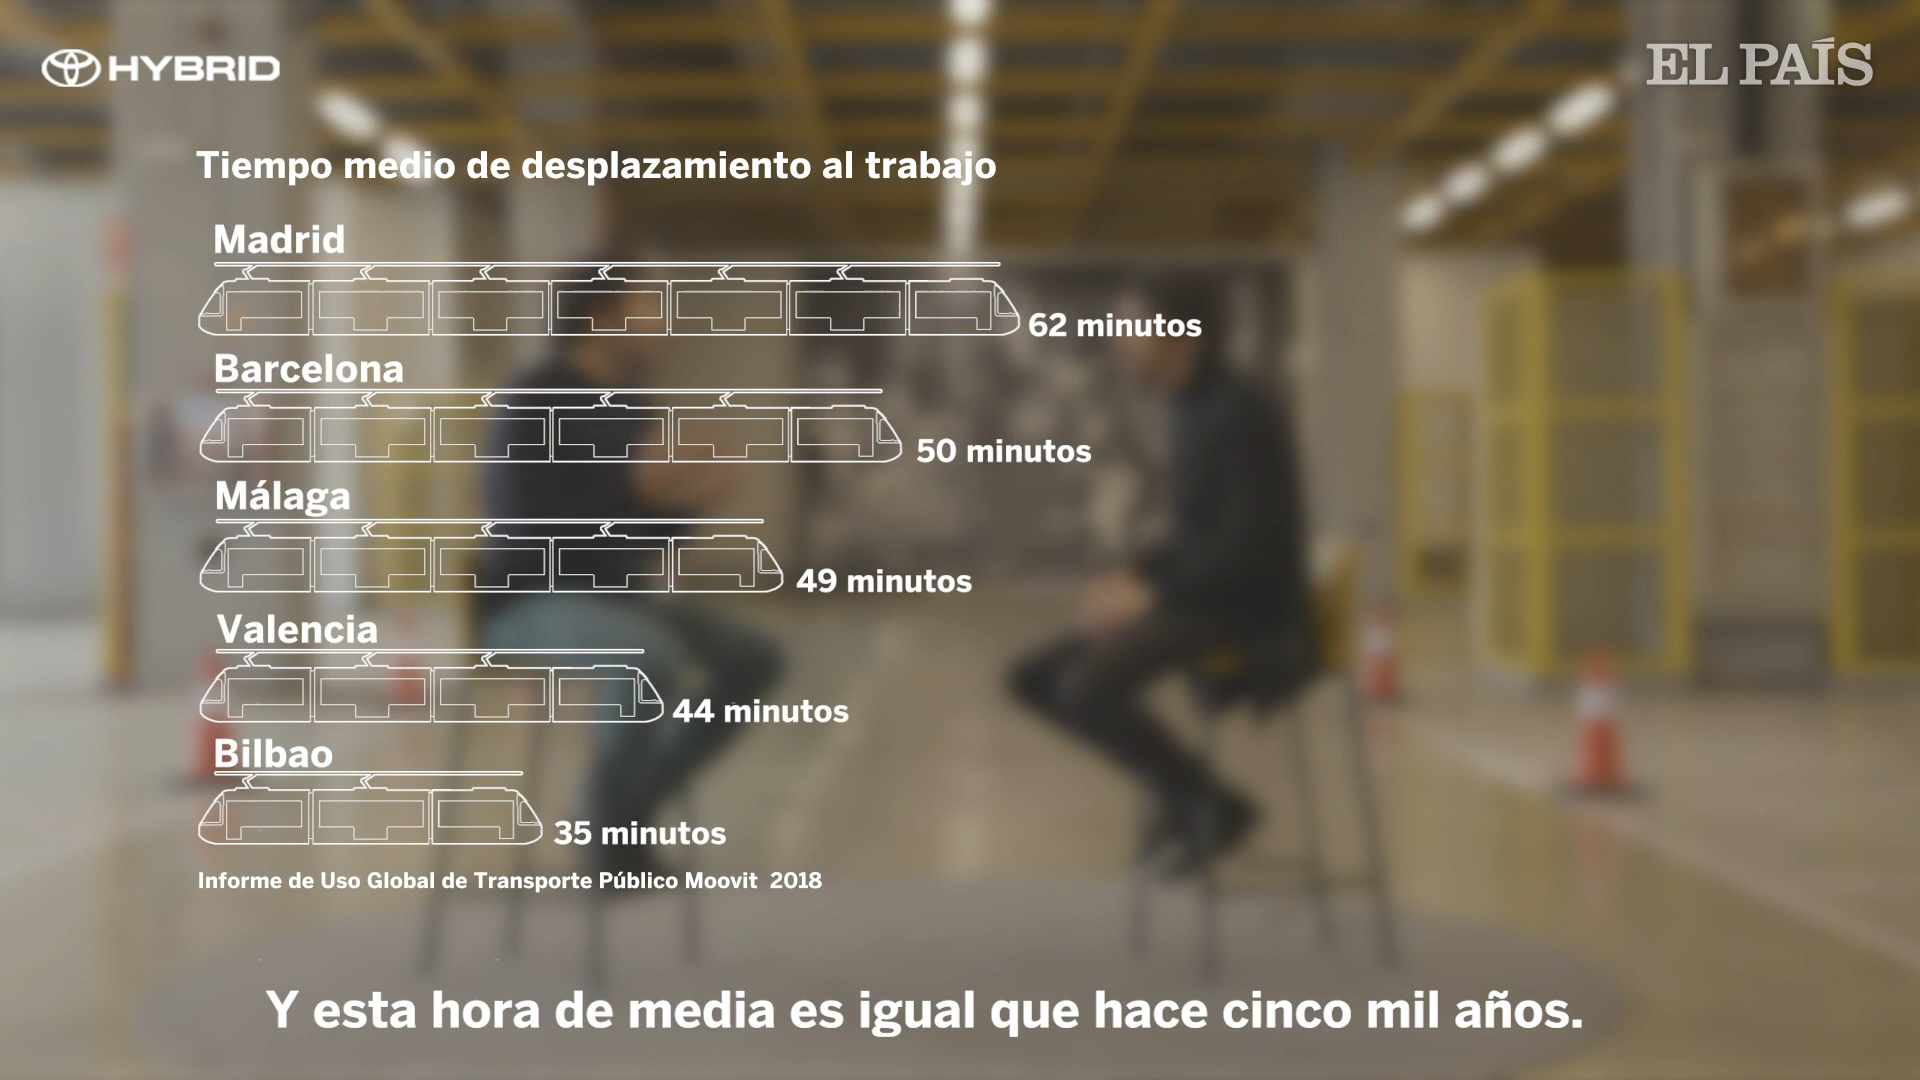 HYBRID
EL PAÍS
Tiempo medio de desplazamiento al trabajo
Madrid
62 minutos
Barcelona
50 minutos
Málaga
49 minutos
Valencia
44 minutos
Bilbao
35 minutos
Informe de Uso Global de Transporte Público Moovit 2018
Y esta hora de media es igual que hace cinco mil años.